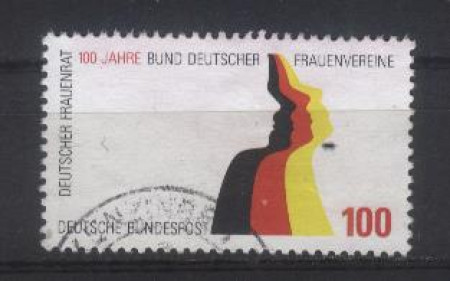 100 JAHRE BUND DEUTSCHER FRAUENVEREINE
DEUTSCHER FRAUENRAT
DEUTSCHE BUNDESPOST
100